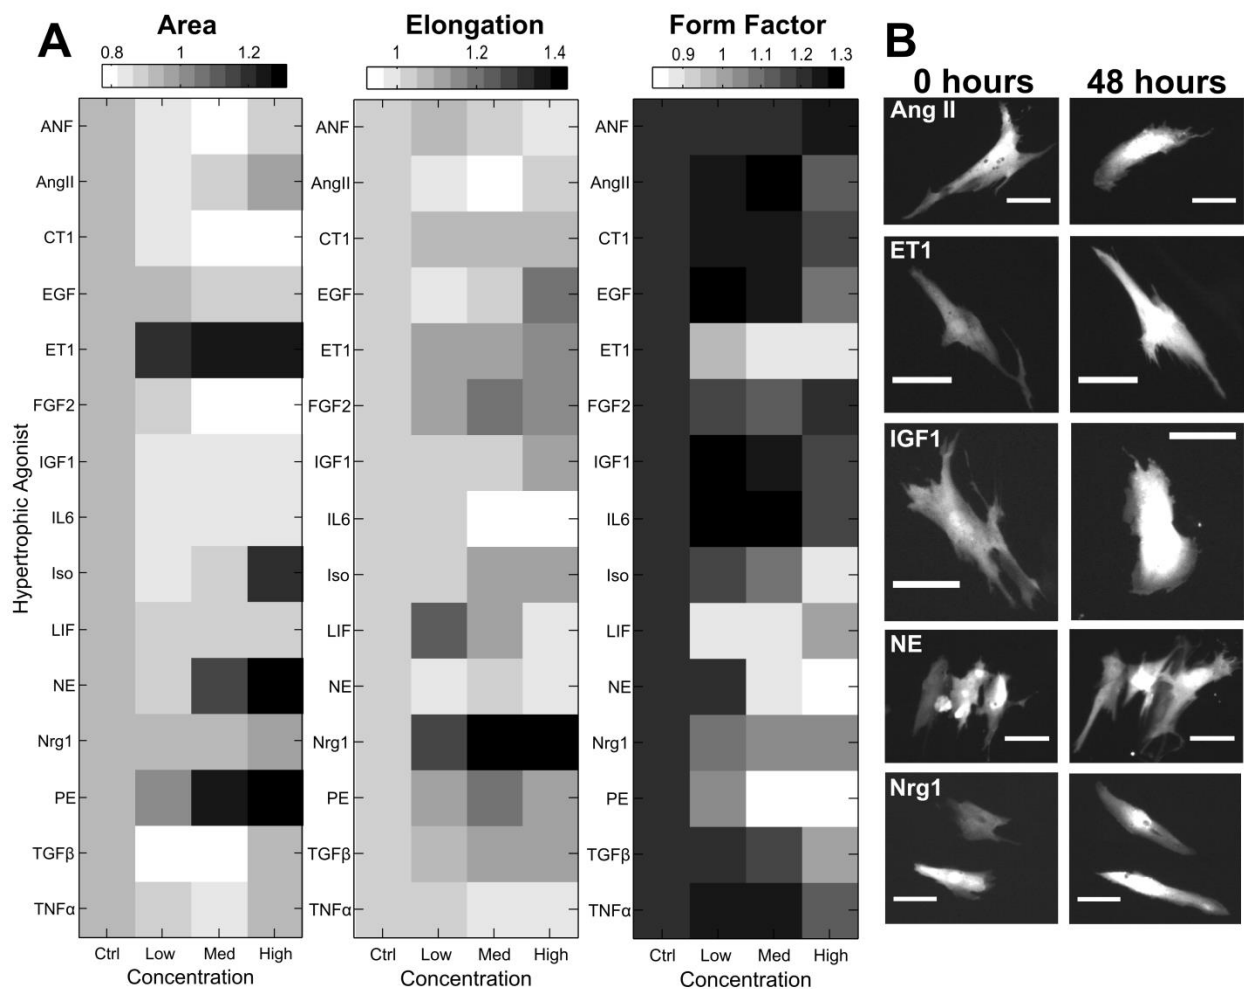 A
Area
0.8 1 1.2
Elongation
1 1.2 1.4
Form Factor
0.9 1 1.1 1.2 1.3
Hypertrophic Agonist
ANF
AngII
CT1
EGF
ET1
FGF2
IGF1
IL6
Iso
LIF
NE
Nrg1
PE
TGFβ
TNFα
Ctrl Low Med High
Concentration
ANF
AngII
CT1
EGF
ET1
FGF2
IGF1
IL6
Iso
LIF
NE
Nrg1
PE
TGFβ
TNFα
Ctrl Low Med High
Concentration
ANF
AngII
CT1
EGF
ET1
FGF2
IGF1
IL6
Iso
LIF
NE
Nrg1
PE
TGFβ
TNFα
Ctrl Low Med High
Concentration
B
0 hours 48 hours
Ang II
ET1
IGF1
NE
Nrg1